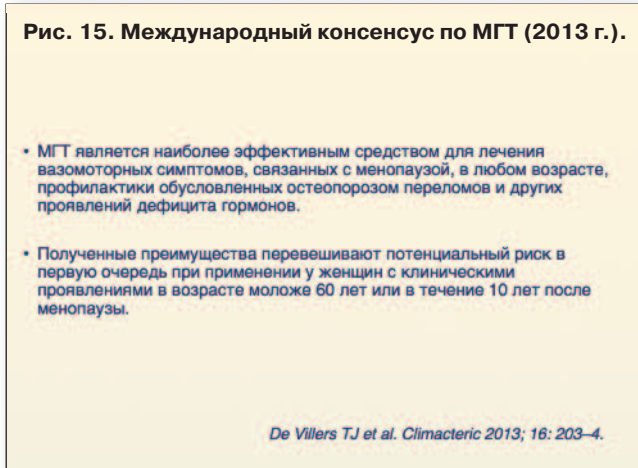 Рис. 15. Международный консенсус по МГТ (2013 г.).
• МГТ является наиболее эффективным средством для лечения
вазомоторных симптомов, связанных с менопаузой, в любом возрасте,
профилактики обусловленных остеопорозом переломов и других
проявлений дефицита гормонов.
• Полученные преимущества перевешивают потенциальный риск в
первую очередь при применении у женщин с клиническими
проявлениями в возрасте моложе 60 лет или в течение 10 лет после
менопаузы.
De Villers TJ et al. Climacteric 2013; 16: 203–4.